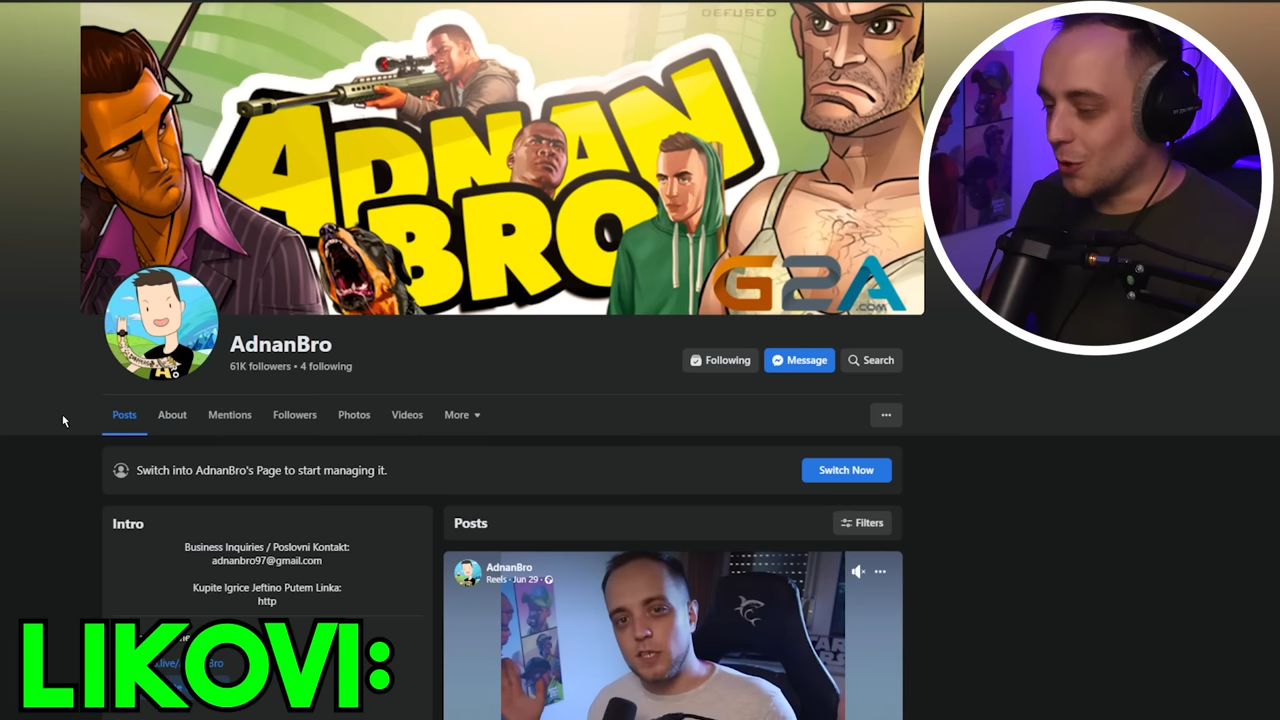 DEFUSED
ADNAN
BRO
G2A
.COM
AdnanBro
61K followers • 4 following
Following
Message
Search
Posts
About
Mentions
Followers
Photos
Videos
More
Switch into AdnanBro's Page to start managing it.
Switch Now
Intro
Business Inquiries / Poslovni Kontakt:
adnanbro97@gmail.com
Kupite Igrice Jeftino Putem Linka:
http
Posts
Filters
AdnanBro
Reels · Jun 29 ·
LIKOVI: